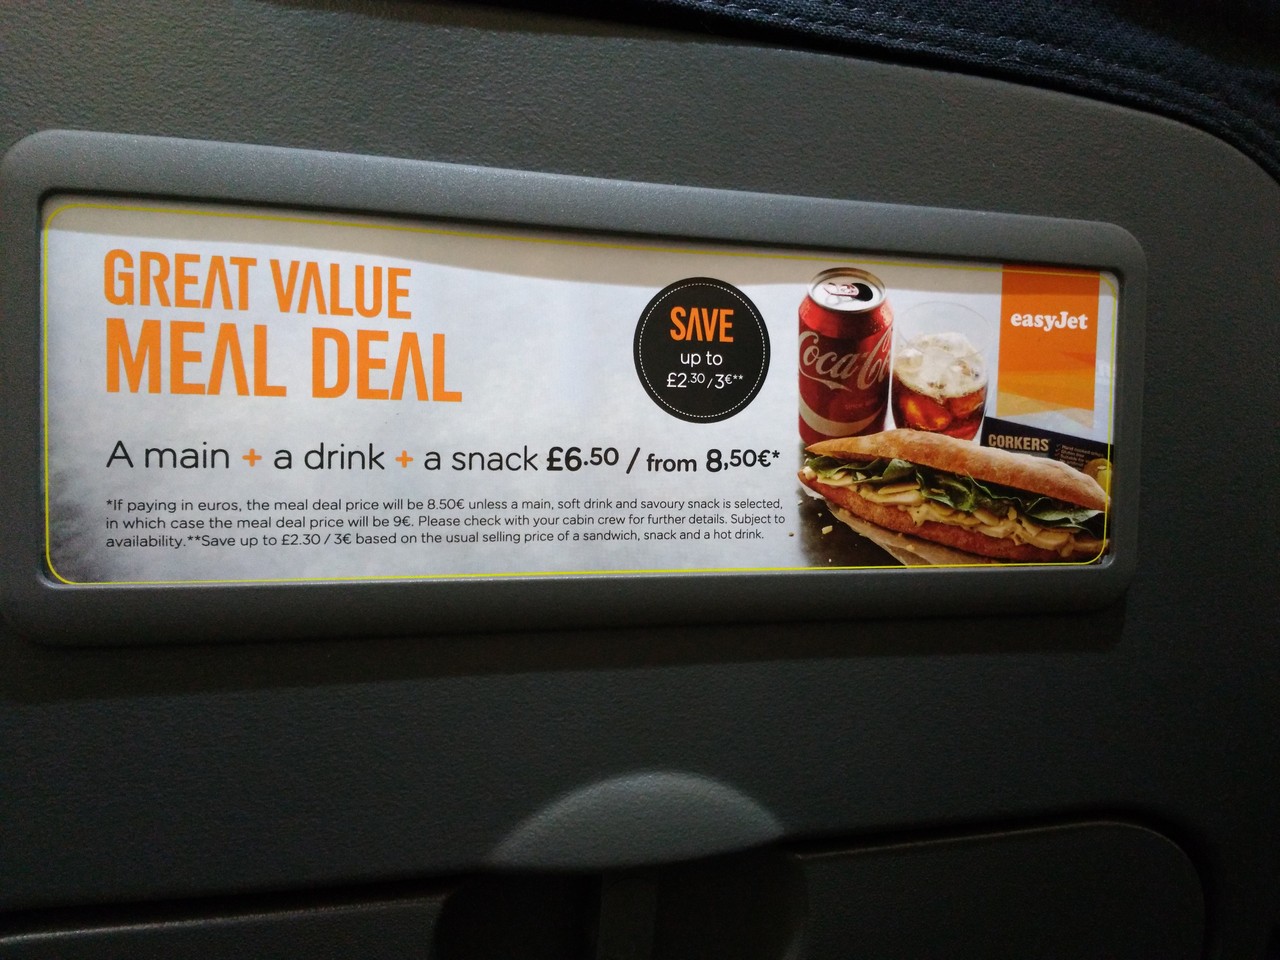 GREAT VALUE
MEAL DEAL
SAVE
up to
£2.30/3€**
A main + a drink + a snack £6.50 / from 8,50€*
*If paying in euros, the meal deal price will be 8.50€ unless a main, soft drink and savoury snack is selected,
in which case the meal deal price will be 9€. Please check with your cabin crew for further details. Subject to
availability.**Save up to £2.30 / 3€ based on the usual selling price of a sandwich, snack and a hot drink.
easyJet
Coca-C
CORKERS